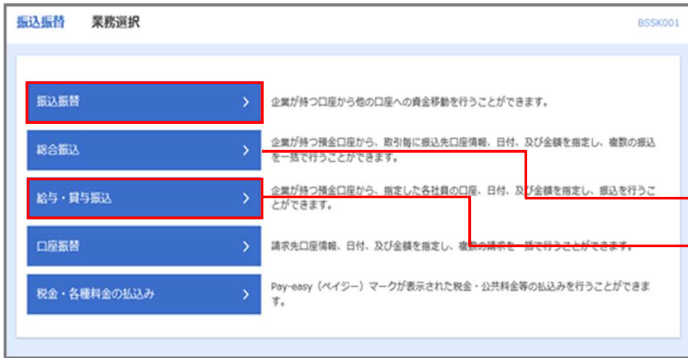 振込振替 業務選択 BSSK001
振込振替
企業が持つ口座から他の口座への資金移動を行うことができます。
総合振込
企業が持つ預金口座から、取引毎に振込先口座情報、日付、及び金額を指定し、複数の振込
を一括で行うことができます。
給与・賞与振込
企業が持つ預金口座から、指定した各社員の口座、日付、及び金額を指定し、振込を行うこ
とができます。
口座振替
請求先口座情報、日付、及び金額を指定し、複数の請求を一括で行うことができます。
税金・各種料金の払込み
Pay-easy(ペイジー)マークが表示された税金・公共料金等の払込みを行うことができま
す。